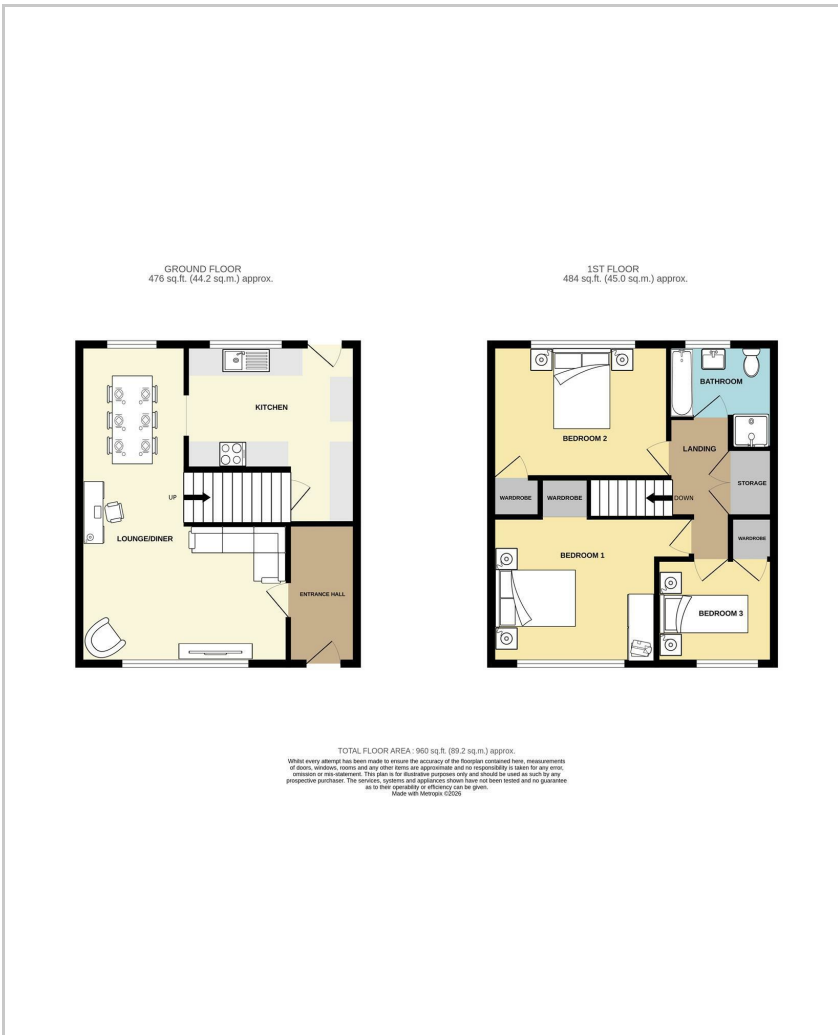 GROUND FLOOR
476 sq.ft. (44.2 sq.m.) approx.
1ST FLOOR
484 sq.ft. (45.0 sq.m.) approx.
KITCHEN
UP
LOUNGE/DINER
ENTRANCE HALL
BATHROOM
BEDROOM 2
LANDING
STORAGE
WARDROBE
WARDROBE
DOWN
WARDROBE
BEDROOM 1
BEDROOM 3
TOTAL FLOOR AREA : 960 sq.ft. (89.2 sq.m.) approx.
Whilst every attempt has been made to ensure the accuracy of the floorplan contained here, measurements
of doors, windows, rooms and any other items are approximate and no responsibility is taken for any error,
omission or mis-statement. This plan is for illustrative purposes only and should be used as such by any
prospective purchaser. The services, systems and appliances shown have not been tested and no guarantee
as to their operability or efficiency can be given.
Made with Metropix ©2026